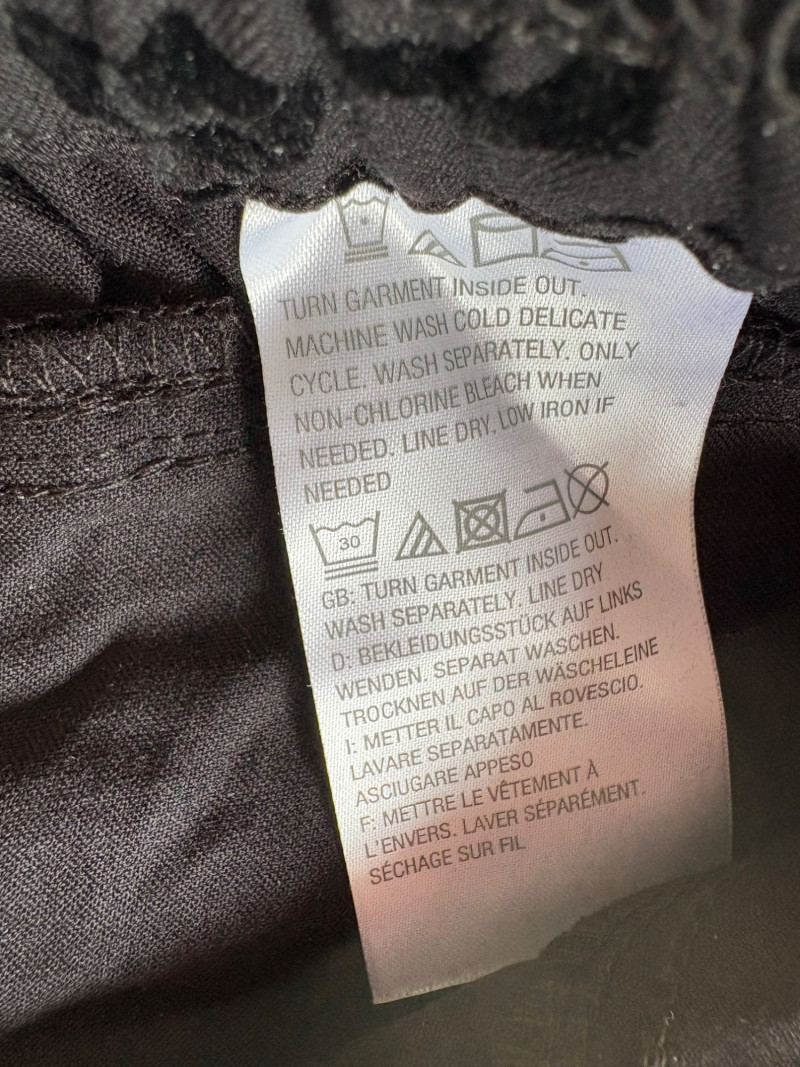 TURN GARMENT INSIDE OUT.
MACHINE WASH COLD DELICATE
CYCLE. WASH SEPARATELY. ONLY
NON-CHLORINE BLEACH WHEN
NEEDED. LINE DRY. LOW IRON IF
NEEDED
30
GB: TURN GARMENT INSIDE OUT.
WASH SEPARATELY. LINE DRY
D: BEKLEIDUNGSSTÜCK AUF LINKS
WENDEN. SEPARAT WASCHEN.
TROCKNEN AUF DER WÄSCHELEINE
I: METTER IL CAPO AL ROVESCIO.
LAVARE SEPARATAMENTE.
ASCIUGARE APPESO
F: METTRE LE VÊTEMENT À
L'ENVERS. LAVER SÉPARÉMENT.
SÉCHAGE SUR FIL